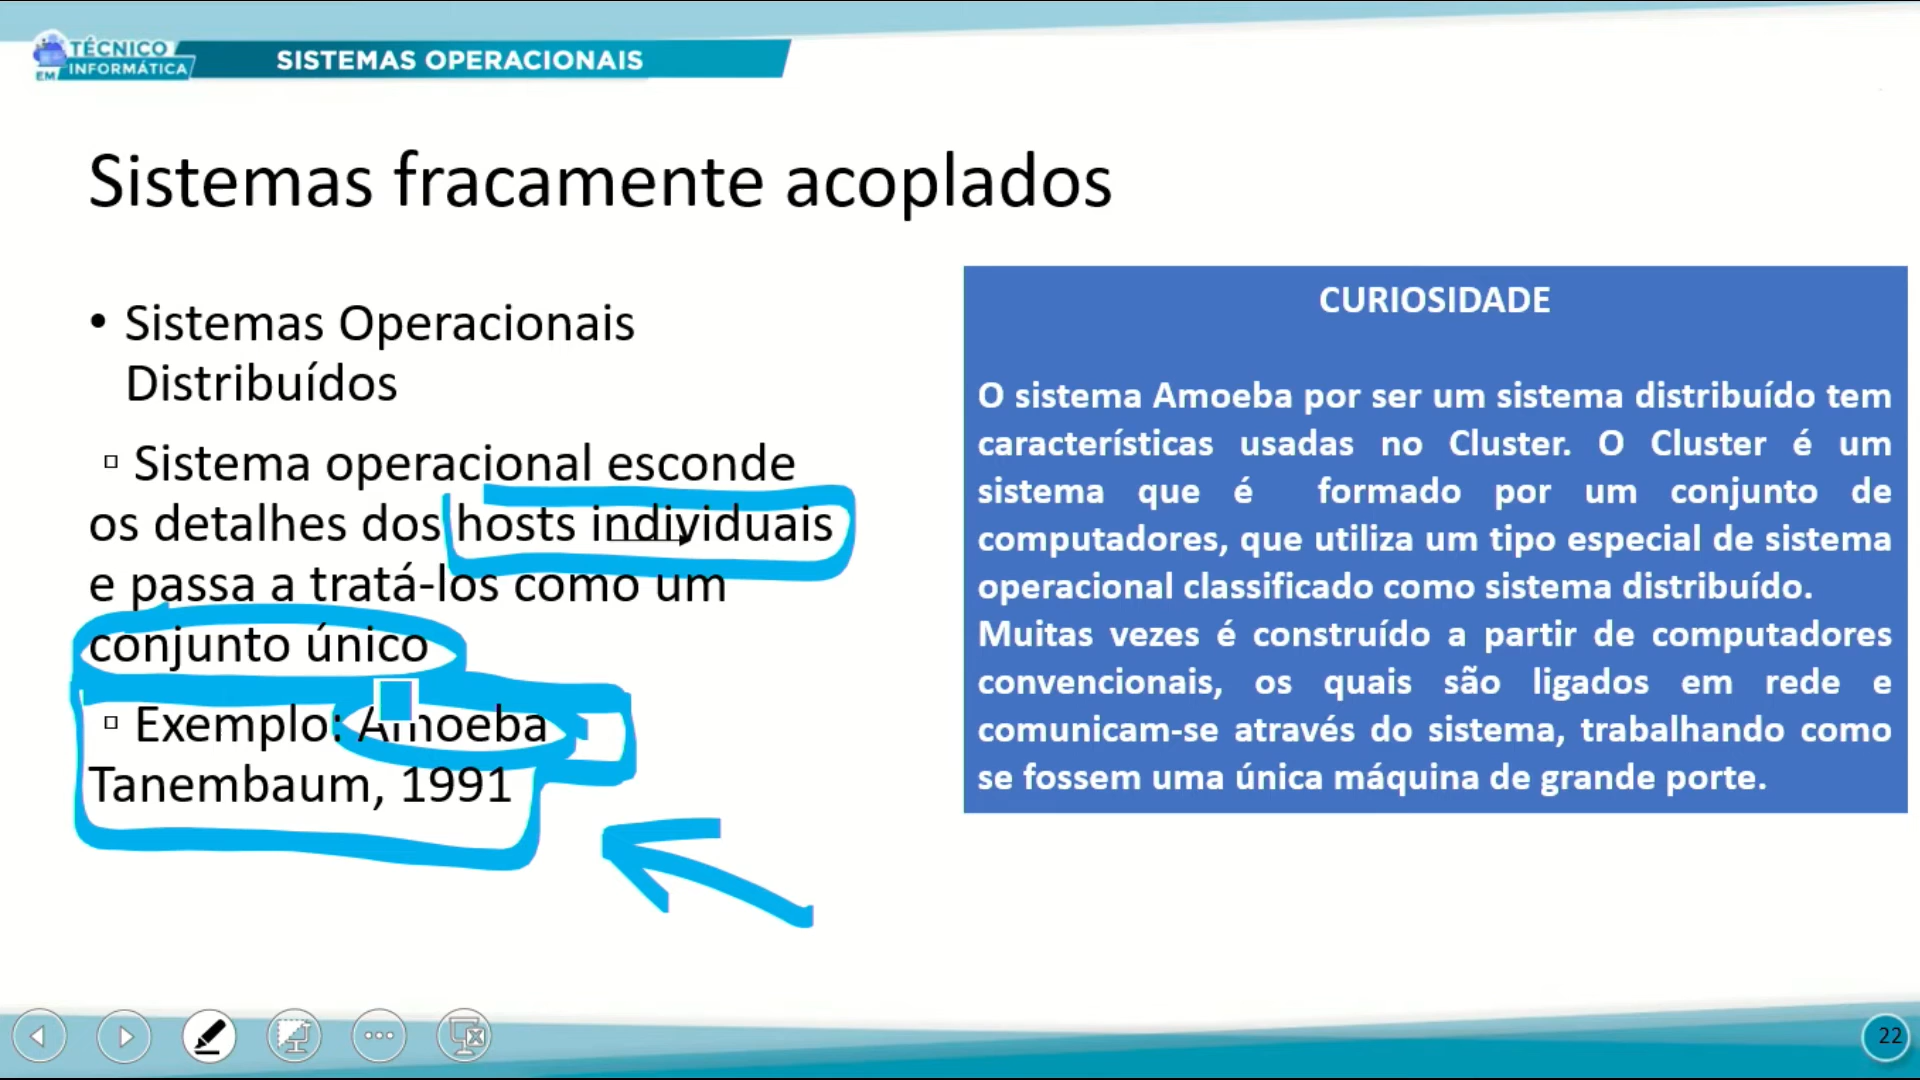 TÉCNICO
EM INFORMÁTICA
SISTEMAS OPERACIONAIS
Sistemas fracamente acoplados
• Sistemas Operacionais
Distribuídos
▫ Sistema operacional esconde
os detalhes dos hosts individuais
e passa a tratá-los como um
conjunto único
▫ Exemplo: Amoeba
Tanembaum, 1991
CURIOSIDADE
O sistema Amoeba por ser um sistema distribuído tem
características usadas no Cluster. O Cluster é um
sistema que é formado por um conjunto de
computadores, que utiliza um tipo especial de sistema
operacional classificado como sistema distribuído.
Muitas vezes é construído a partir de computadores
convencionais, os quais são ligados em rede e
comunicam-se através do sistema, trabalhando como
se fossem uma única máquina de grande porte.
22